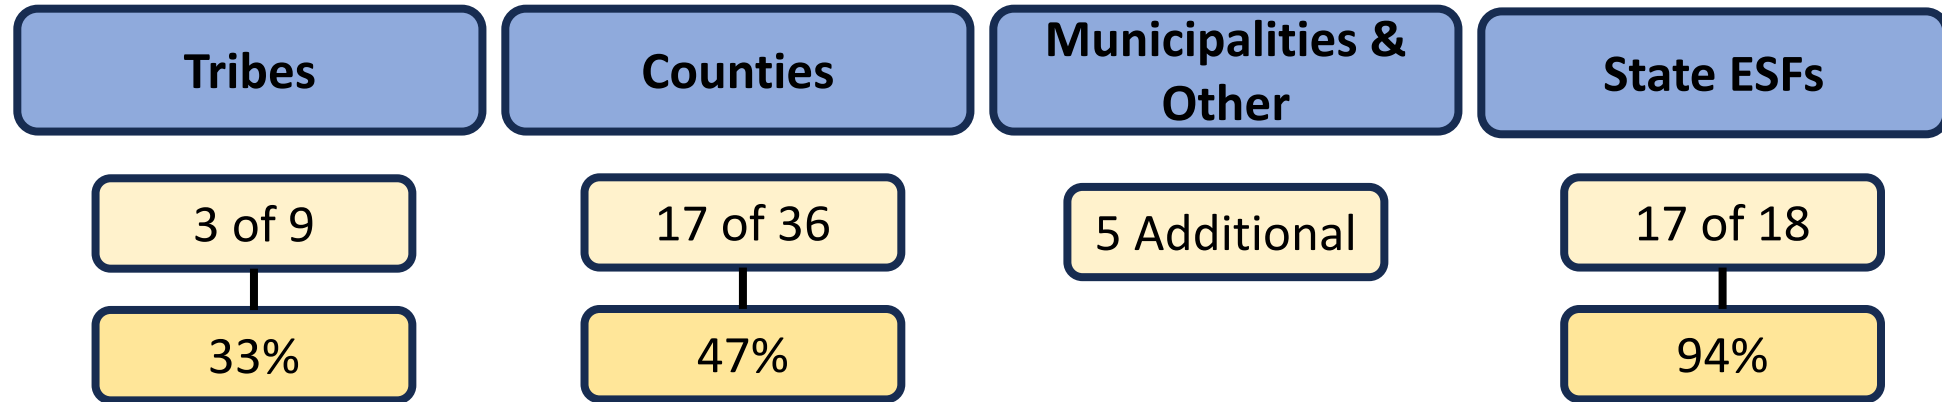 Tribes
Counties
Municipalities &
Other
State ESFs
3 of 9
17 of 36
5 Additional
17 of 18
33%
47%
94%